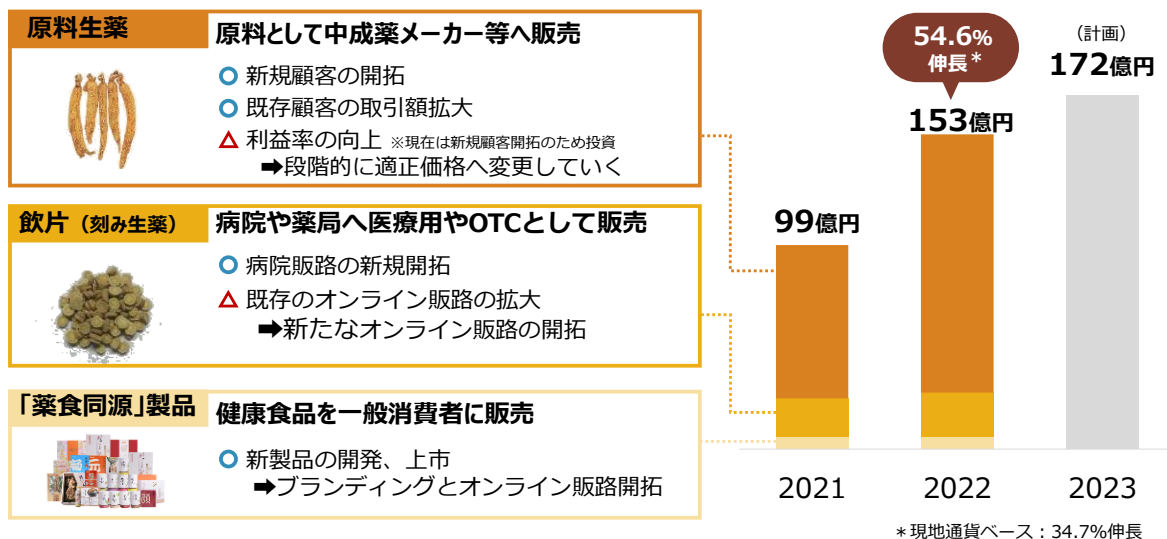 原料生薬
原料として中成薬メーカー等へ販売
○ 新規顧客の開拓
○ 既存顧客の取引額拡大
△ 利益率の向上 ※現在は新規顧客開拓のため投資
➡段階的に適正価格へ変更していく
飲片（刻み生薬）
病院や薬局へ医療用やOTCとして販売
○ 病院販路の新規開拓
△ 既存のオンライン販路の拡大
➡新たなオンライン販路の開拓
「薬食同源」製品
健康食品を一般消費者に販売
○ 新製品の開発、上市
➡ブランディングとオンライン販路開拓
99億円
54.6%
伸長*
153億円
（計画）
172億円
2021
2022
2023
*現地通貨ベース：34.7%伸長